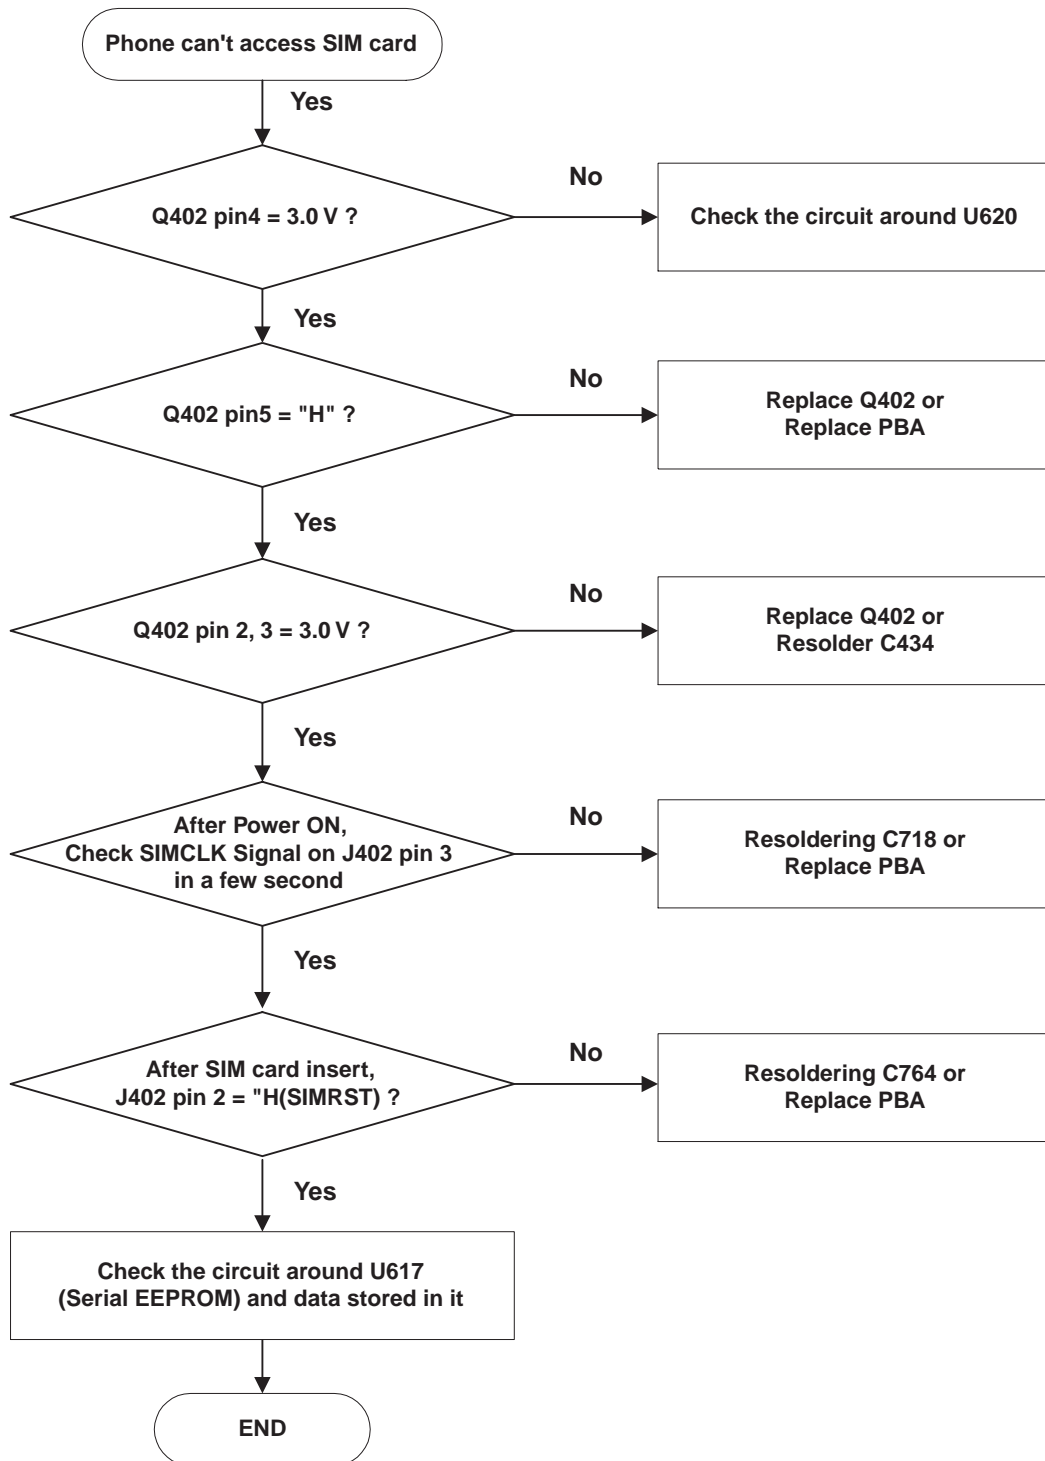 Phone can't access SIM card
Yes
Q402 pin4 = 3.0 V ?
No
Check the circuit around U620
Yes
Q402 pin5 = "H" ?
No
Replace Q402 or
Replace PBA
Yes
Q402 pin 2, 3 = 3.0 V ?
No
Replace Q402 or
Resolder C434
Yes
After Power ON,
Check SIMCLK Signal on J402 pin 3
in a few second
No
Resoldering C718 or
Replace PBA
Yes
After SIM card insert,
J402 pin 2 = "H(SIMRST) ?
No
Resoldering C764 or
Replace PBA
Yes
Check the circuit around U617
(Serial EEPROM) and data stored in it
END